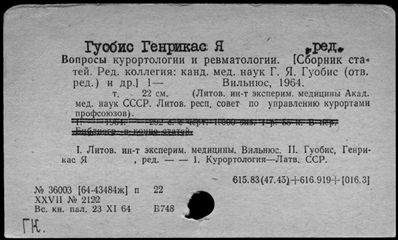 Гуобис Генрикас Я , ред.
Вопросы курортологии и ревматологии. [Сборник ста-
тей. Ред. коллегия: канд. мед. наук Г. Я. Гуобис (отв.
ред.) и др.] 1— Вильнюс, 1964.
т. 22 см. (Литов. ин-т эксперим. медицины Акад.
мед. наук СССР. Литов. респ. совет по управлению курортами
профсоюзов).
I. Литов. ин-т эксперим. медицины, Вильнюс. II. Гуобис, Генри-
кас Я , ред. — — 1. Курортология—Латв. ССР.
615.83(47.45)+616.919+[016.3]
№ 36003 [64-43484ж] п 22
XXVII № 2122
Вс. кн. пал. 23 XI 64 Б748
Гк.